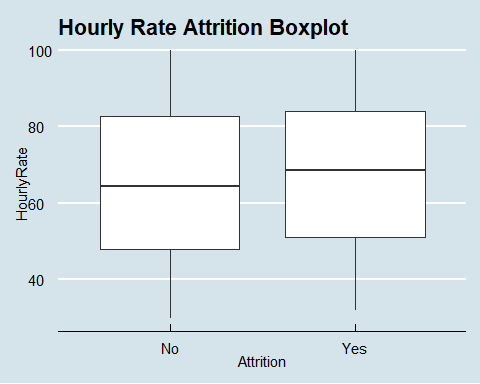 Hourly Rate Attrition Boxplot
100
80
60
40
HourlyRate
No Yes
Attrition